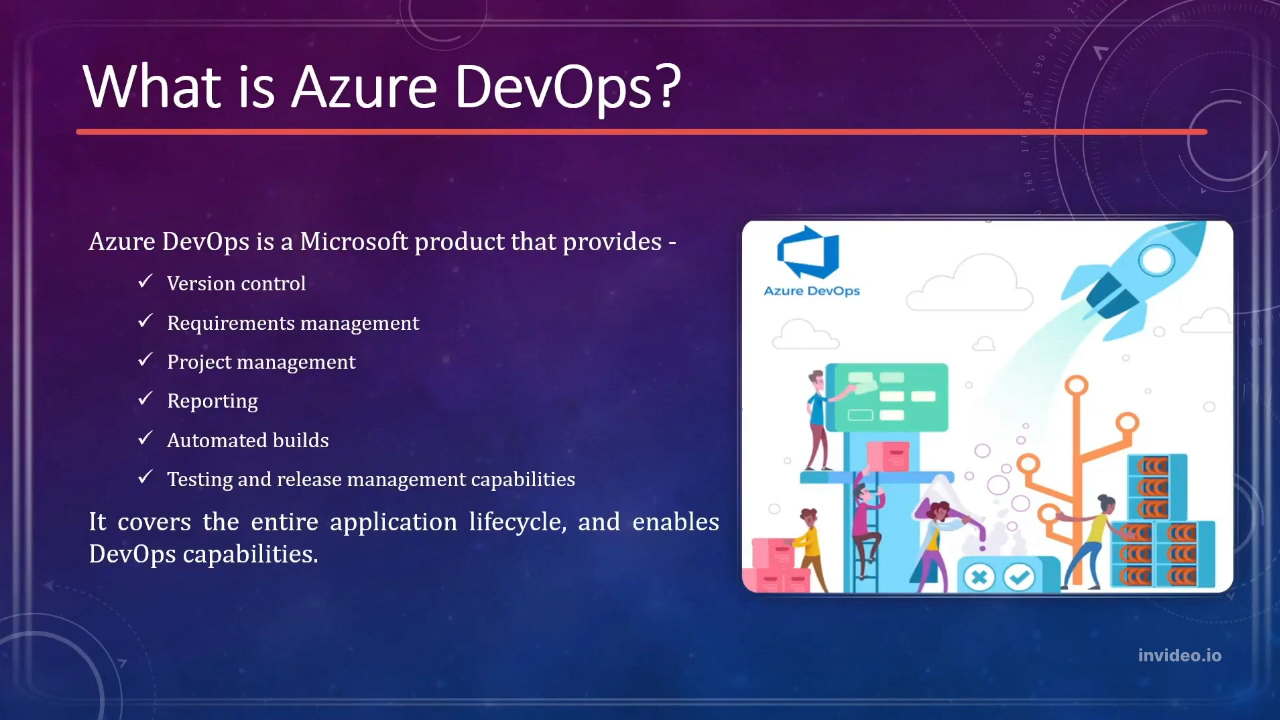 What is Azure DevOps?
Azure DevOps is a Microsoft product that provides -
✓ Version control
✓ Requirements management
✓ Project management
✓ Reporting
✓ Automated builds
✓ Testing and release management capabilities
It covers the entire application lifecycle, and enables
DevOps capabilities.
Azure DevOps
invideo.io